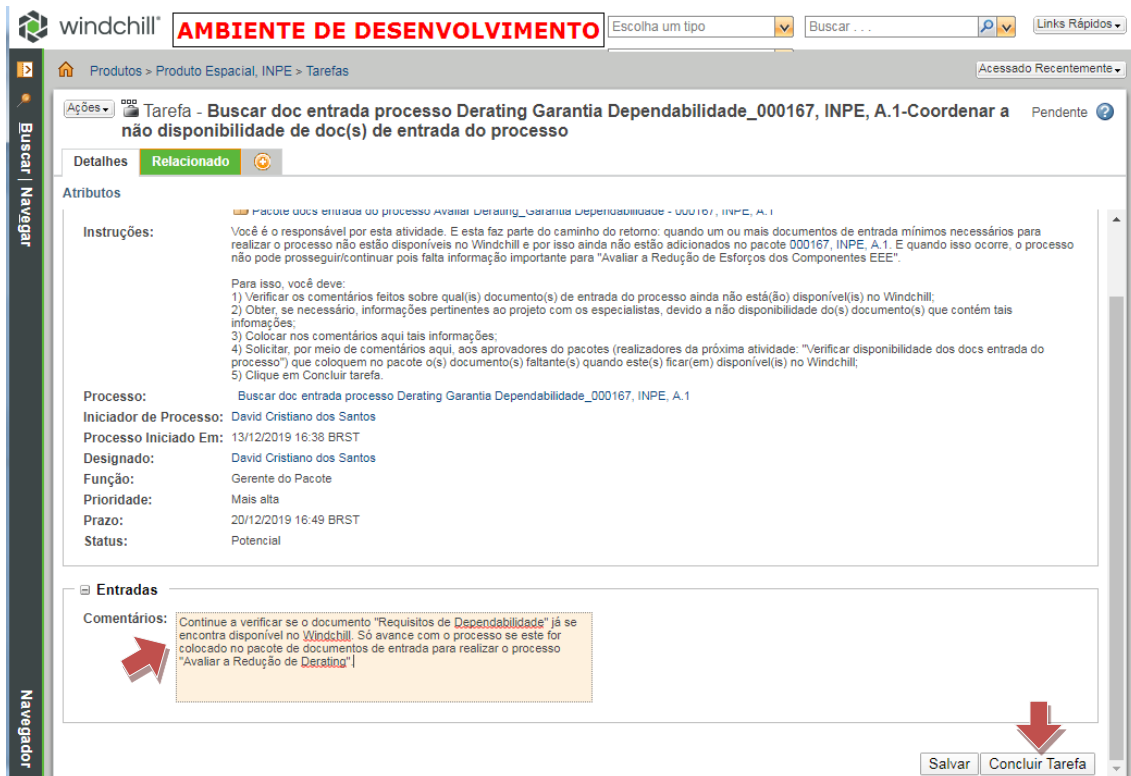 windchill®
AMBIENTE DE DESENVOLVIMENTO
Escolha um tipo
Buscar . . .
Links Rápidos
Produtos > Produto Espacial, INPE > Tarefas
Acessado Recentemente
Buscar | Navegar
Ações
Tarefa - Buscar doc entrada processo Derating Garantia Dependabilidade_000167, INPE, A.1-Coordenar a
não disponibilidade de doc(s) de entrada do processo
Pendente
Detalhes
Relacionado
Atributos
Pacote docs entrada do processo Avaliar Derating_Garantia Dependabilidade - 000167, INPE, A.1
Instruções:
Você é o responsável por esta atividade. E esta faz parte do caminho do retorno: quando um ou mais documentos de entrada mínimos necessários para
realizar o processo não estão disponíveis no Windchill e por isso ainda não estão adicionados no pacote 000167, INPE, A.1. E quando isso ocorre, o processo
não pode prosseguir/continuar pois falta informação importante para "Avaliar a Redução de Esforços dos Componentes EEE".
Para isso, você deve:
1) Verificar os comentários feitos sobre qual(is) documento(s) de entrada do processo ainda não está(ão) disponível(is) no Windchill;
2) Obter, se necessário, informações pertinentes ao projeto com os especialistas, devido a não disponibilidade do(s) documento(s) que contém tais
infomações;
3) Colocar nos comentários aqui tais informações;
4) Solicitar, por meio de comentários aqui, aos aprovadores do pacotes (realizadores da próxima atividade: "Verificar disponibilidade dos docs entrada do
processo") que coloquem no pacote o(s) documento(s) faltante(s) quando este(s) ficar(em) disponível(is) no Windchill;
5) Clique em Concluir tarefa.
Processo:
Buscar doc entrada processo Derating Garantia Dependabilidade_000167, INPE, A.1
Iniciador de Processo: David Cristiano dos Santos
Processo Iniciado Em: 13/12/2019 16:38 BRST
Designado: David Cristiano dos Santos
Função: Gerente do Pacote
Prioridade: Mais alta
Prazo: 20/12/2019 16:49 BRST
Status: Potencial
Entradas
Comentários:
Continue a verificar se o documento "Requisitos de Dependabilidade" já se
encontra disponível no Windchill. Só avance com o processo se este for
colocado no pacote de documentos de entrada para realizar o processo
"Avaliar a Redução de Derating".
Navegador
Salvar
Concluir Tarefa